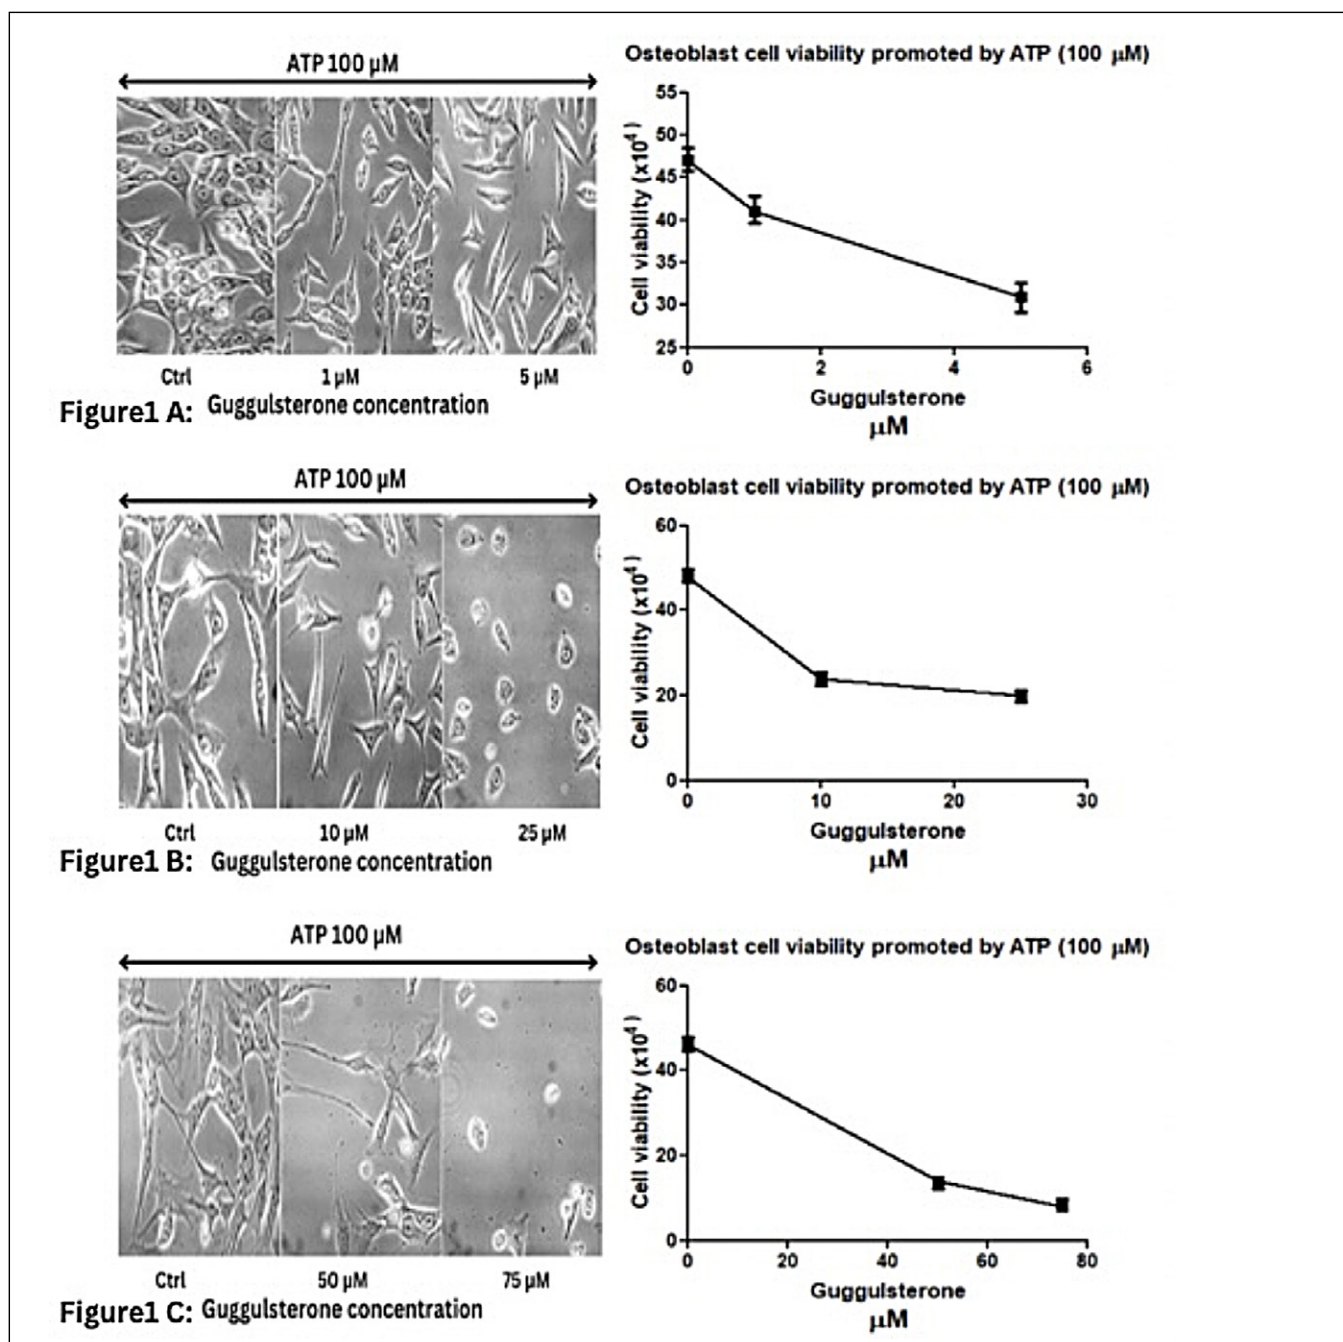 ATP 100 µM
Ctrl 1 µM 5 µM
Figure1 A: Guggulsterone concentration
Osteoblast cell viability promoted by ATP (100 µM)
Cell viability (x10⁴)
55
50
45
40
35
30
25
0 2 4 6
Guggulsterone
µM
ATP 100 µM
Ctrl 10 µM 25 µM
Figure1 B: Guggulsterone concentration
Osteoblast cell viability promoted by ATP (100 µM)
Cell viability (x10⁴)
60
40
20
0
0 10 20 30
Guggulsterone
µM
ATP 100 µM
Ctrl 50 µM 75 µM
Figure1 C: Guggulsterone concentration
Osteoblast cell viability promoted by ATP (100 µM)
Cell viability (x10⁴)
60
40
20
0
0 20 40 60 80
Guggulsterone
µM